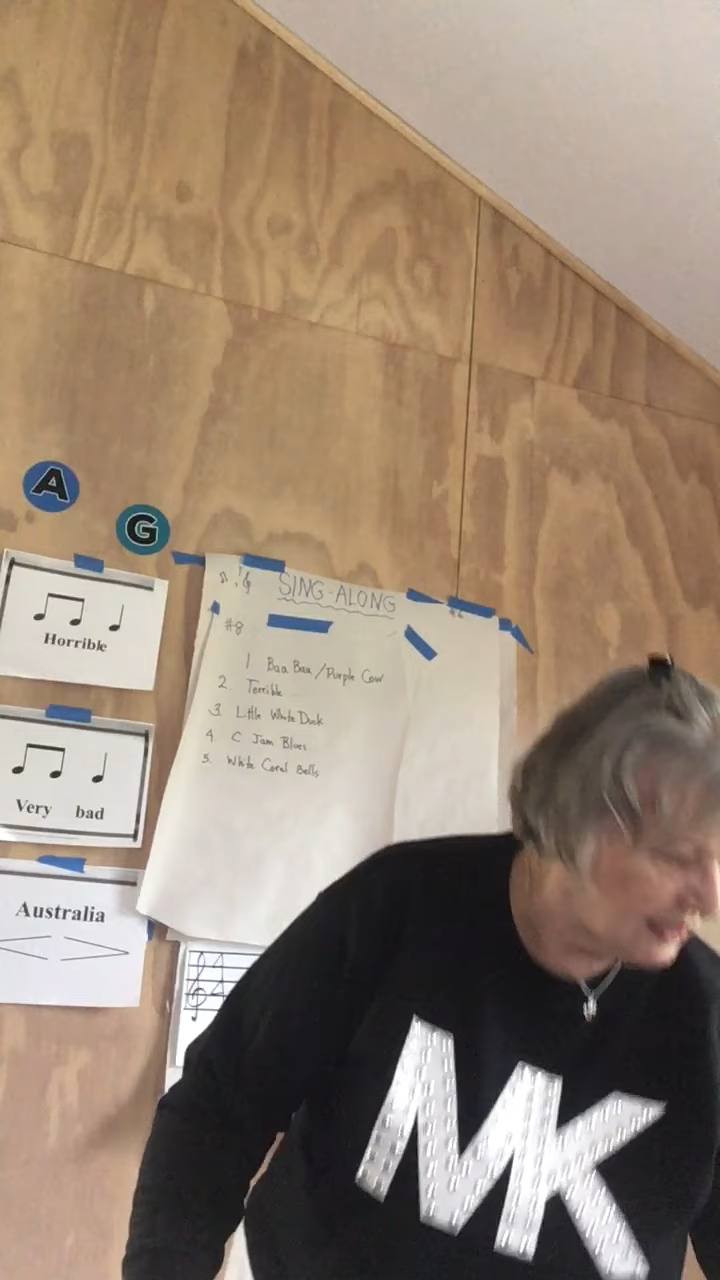 A
G
Horrible
Very bad
Australia
SING-ALONG
#8
1. Baa Baa / Purple Cow
2. Terrible
3. Little White Duck
4. C Jam Blues
5. White Coral Bells
MK